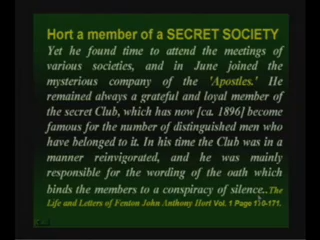 Hort a member of a SECRET SOCIETY
Yet he found time to attend the meetings of
various societies, and in June joined the
mysterious company of the 'Apostles.' He
remained always a grateful and loyal member of
the secret Club, which has now [ca. 1896] become
famous for the number of distinguished men who
have belonged to it. In his time the Club was in a
manner reinvigorated, and he was mainly
responsible for the wording of the oath which
binds the members to a conspiracy of silence..The
Life and Letters of Fenton John Anthony Hort Vol. 1 Page 170-171.